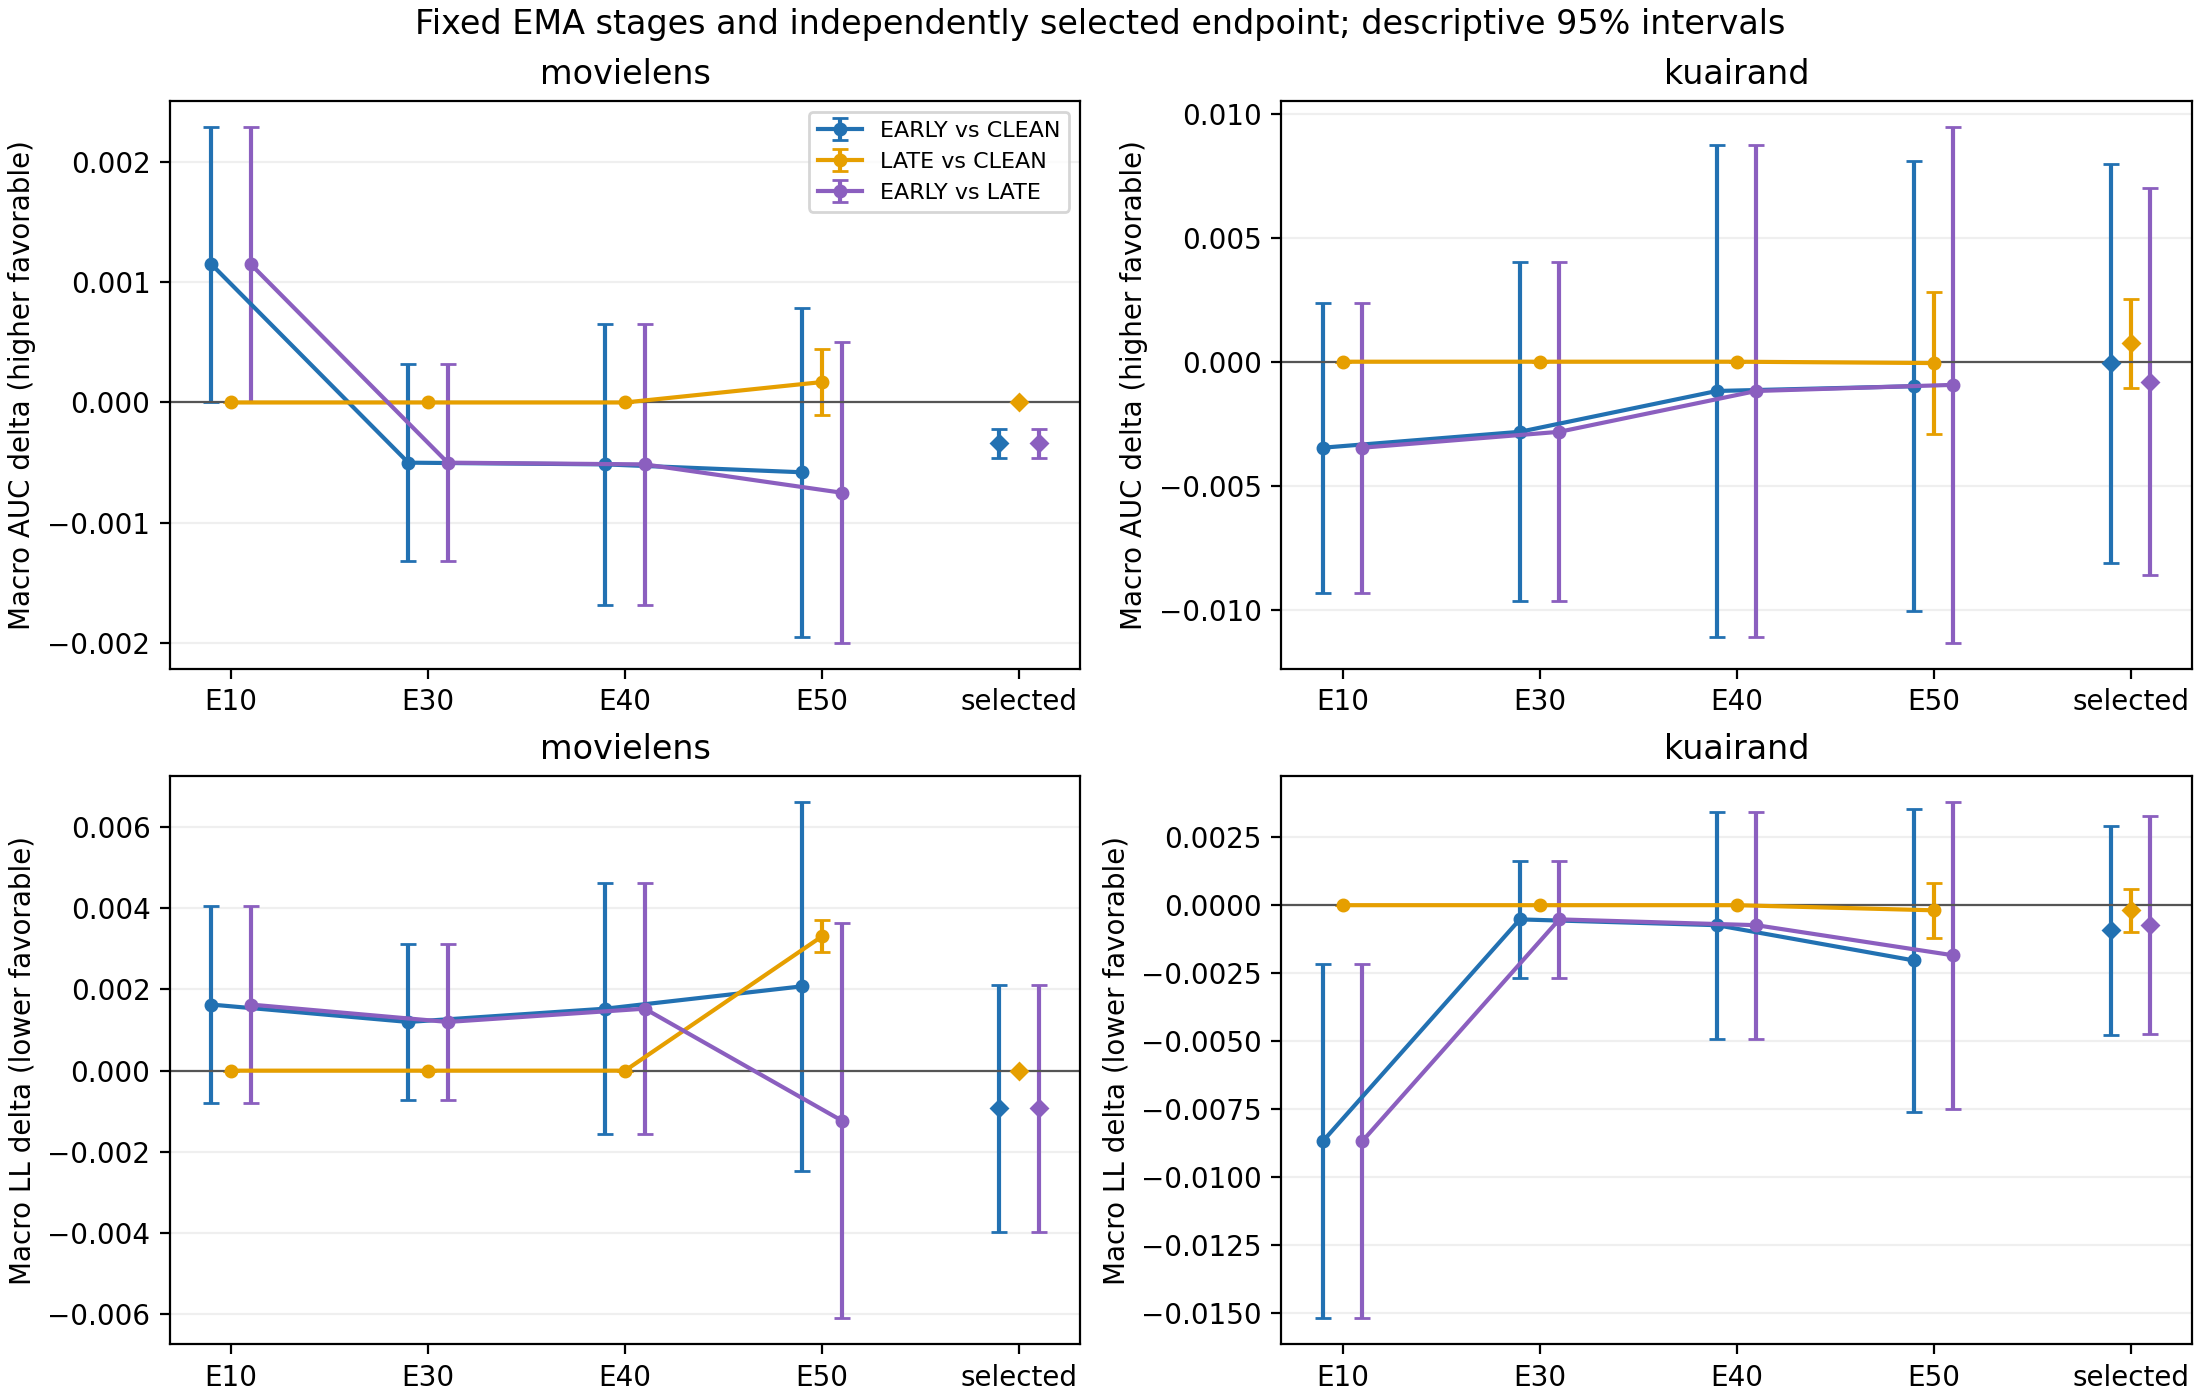 Fixed EMA stages and independently selected endpoint; descriptive 95% intervals
movielens
Macro AUC delta (higher favorable)
0.002
0.001
0.000
−0.001
−0.002
EARLY vs CLEAN
LATE vs CLEAN
EARLY vs LATE
E10
E30
E40
E50
selected
kuairand
Macro AUC delta (higher favorable)
0.010
0.005
0.000
−0.005
−0.010
E10
E30
E40
E50
selected
movielens
Macro LL delta (lower favorable)
0.006
0.004
0.002
0.000
−0.002
−0.004
−0.006
E10
E30
E40
E50
selected
kuairand
Macro LL delta (lower favorable)
0.0025
0.0000
−0.0025
−0.0050
−0.0075
−0.0100
−0.0125
−0.0150
E10
E30
E40
E50
selected